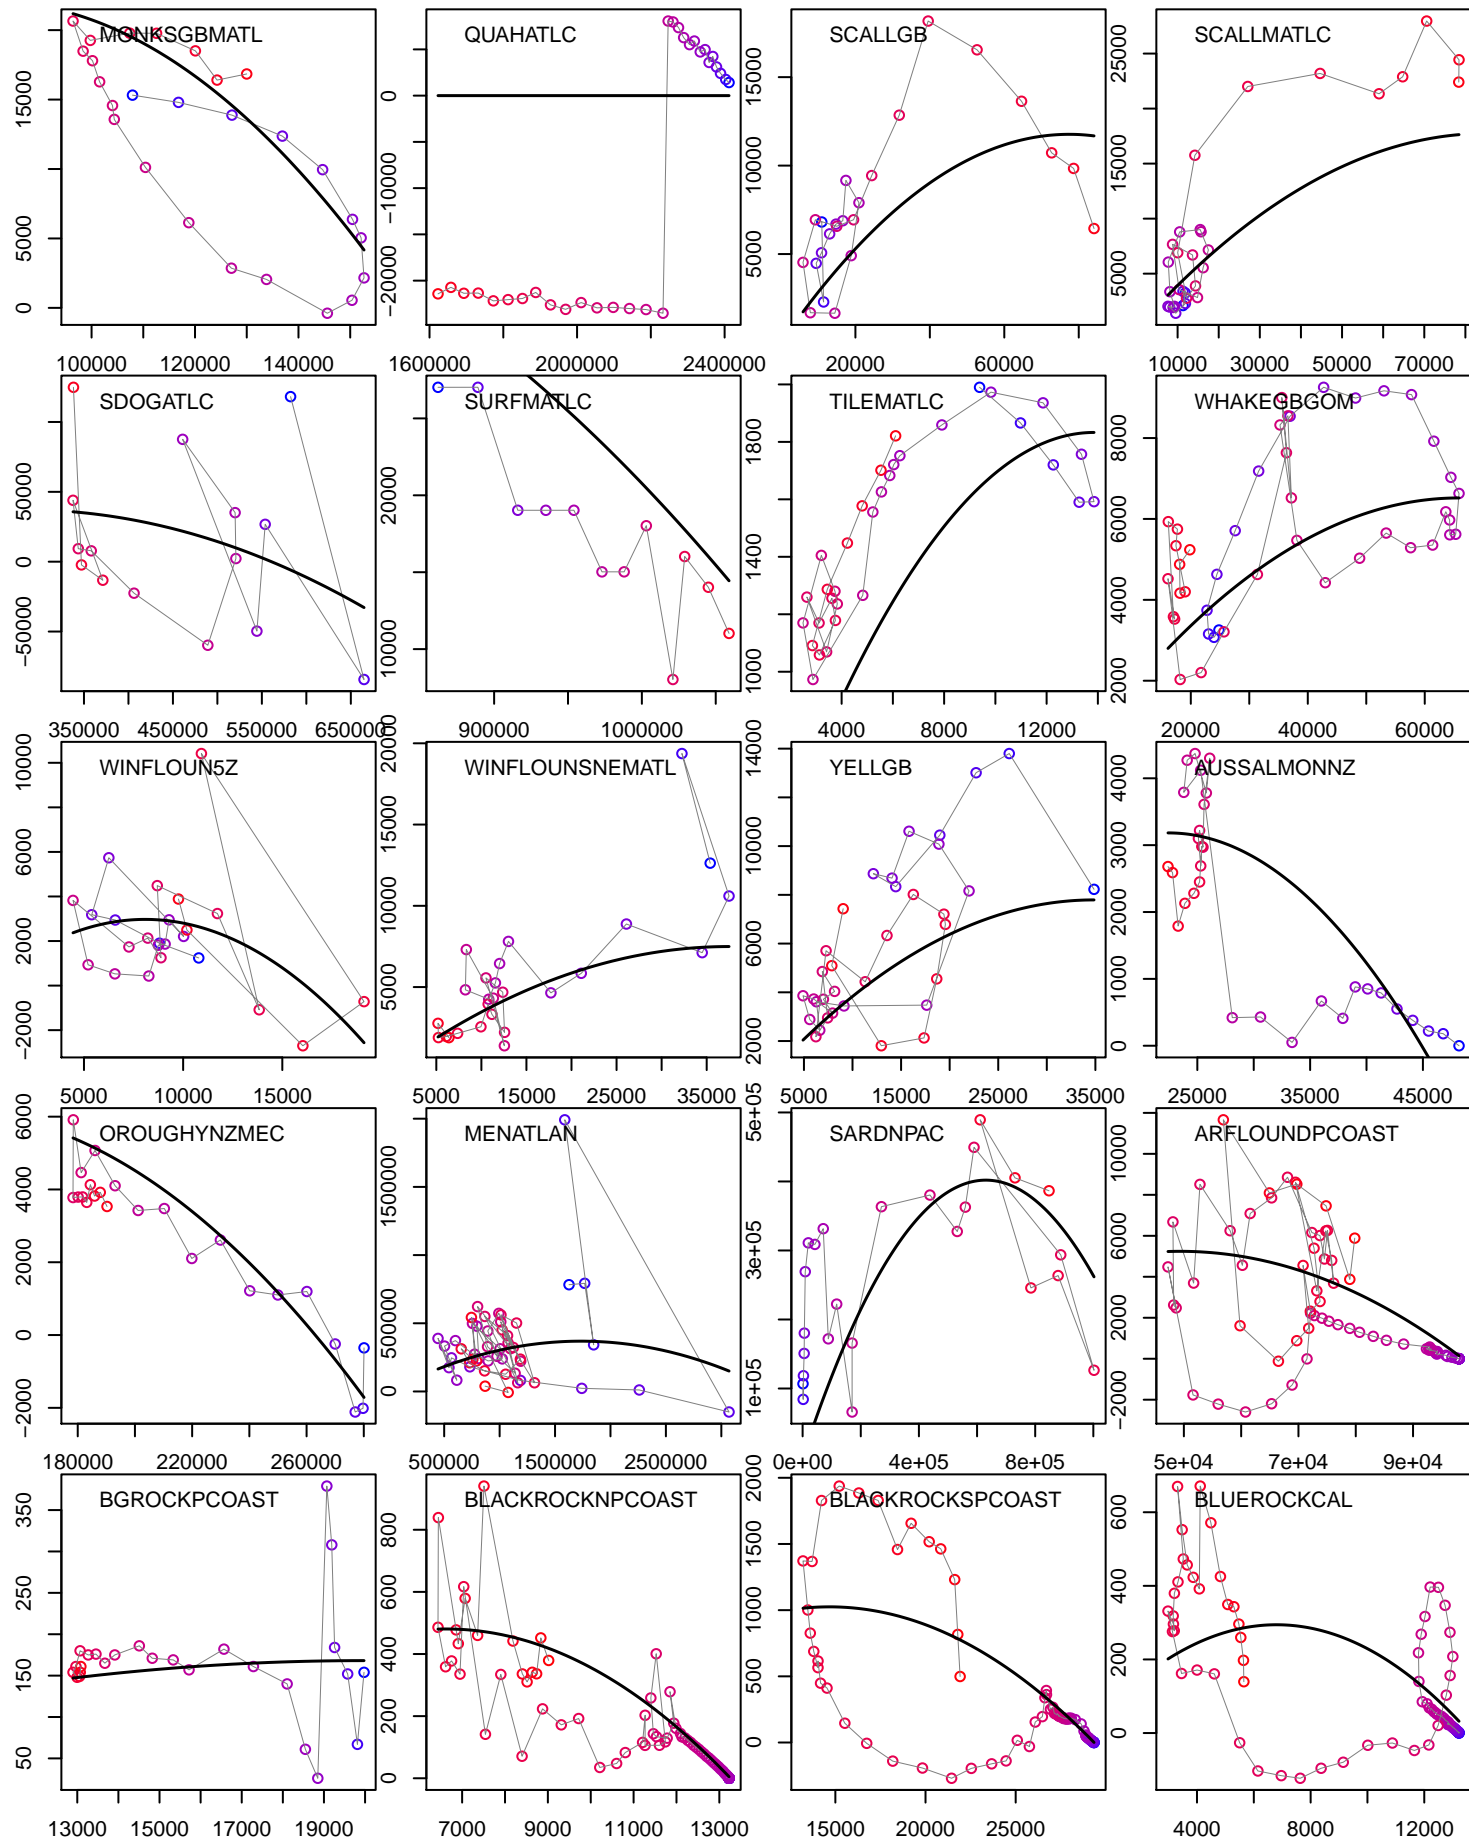 MONKSGBMATL QUAHATLC SCALLGB SCALLMATLC
0 5000 15000
−20000 −10000 0
5000 10000 15000
5000 15000 25000
100000 120000 140000
1600000 2000000 2400000
20000 60000
10000 30000 50000 70000
SDOGATLC SURFMATLC TILEMATLC WHAKEGBGOM
−50000 0 50000
10000 20000
1000 1400 1800
2000 4000 6000 8000
350000 450000 550000 650000
900000 1000000
4000 8000 12000
20000 40000 60000
WINFLOUN5Z WINFLOUNSNEMATL YELLGB AUSSALMONNZ
−2000 2000 6000 10000
5000 10000 15000 20000
2000 6000 10000 14000
0 1000 2000 3000 4000
5000 10000 15000
5000 15000 25000 35000
5000 15000 25000 35000
25000 35000 45000
OROUGHYNZMEC MENATLAN SARDNPAC ARFLOUNDPCOAST
−2000 0 2000 4000 6000
0 500000 1500000
1e+05 3e+05 5e+05
−2000 2000 6000 10000
180000 220000 260000
5000000 15000000 25000000
0e+00 4e+05 8e+05
5e+04 7e+04 9e+04
BGROCKPCOAST BLACKROCKNPCOAST BLACKROCKSPCOAST BLUEROCKCAL
50 150 250 350
0 200 400 600 800
0 500 1000 1500 2000
0 200 400 600
13000 15000 17000 19000
7000 9000 11000 13000
15000 20000 25000
4000 8000 12000